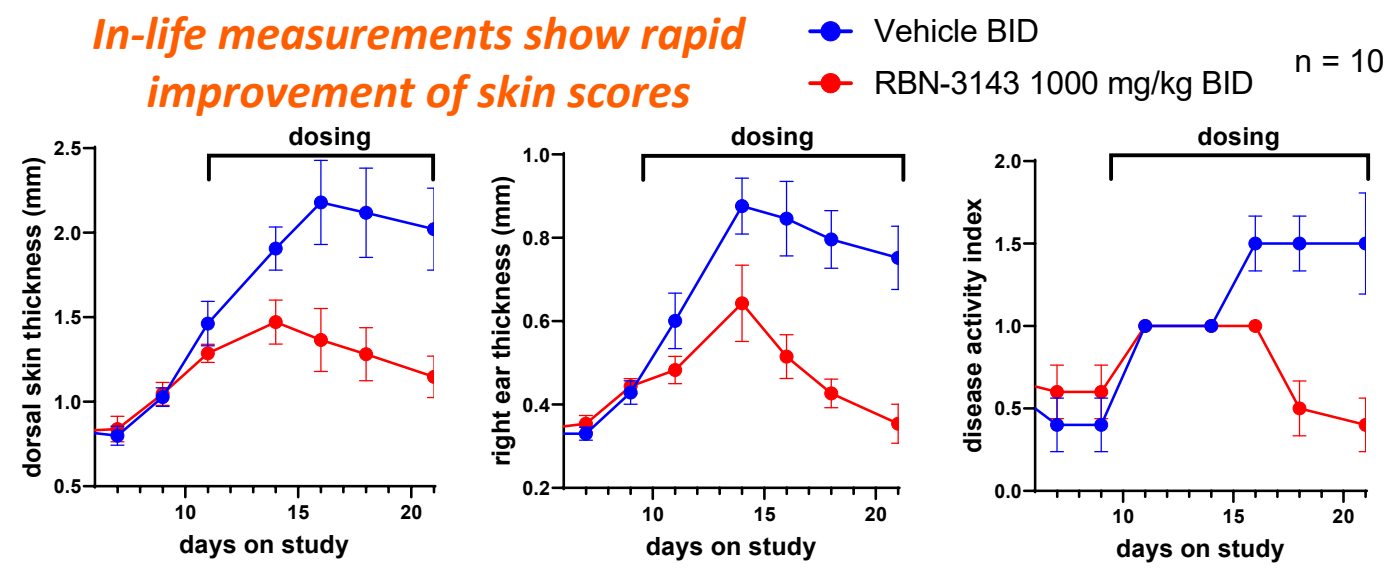 In-life measurements show rapid
improvement of skin scores
Vehicle BID
RBN-3143 1000 mg/kg BID
n = 10
dosing
dorsal skin thickness (mm)
2.5
2.0
1.5
1.0
0.5
10
15
20
days on study
dosing
right ear thickness (mm)
1.0
0.8
0.6
0.4
0.2
10
15
20
days on study
dosing
disease activity index
2.0
1.5
1.0
0.5
0.0
10
15
20
days on study